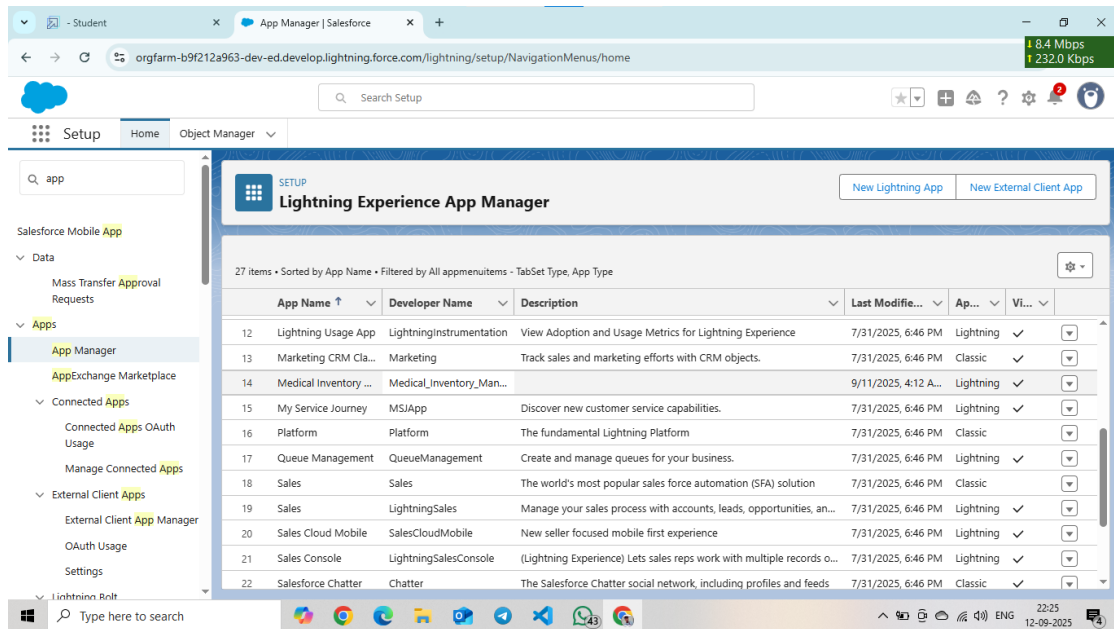 - Student
App Manager | Salesforce
orgfarm-b9f212a963-dev-ed.develop.lightning.force.com/lightning/setup/NavigationMenus/home
8.4 Mbps
232.0 Kbps
Search Setup
2
Setup
Home
Object Manager
app
Salesforce Mobile App
Data
Mass Transfer Approval
Requests
Apps
App Manager
AppExchange Marketplace
Connected Apps
Connected Apps OAuth
Usage
Manage Connected Apps
External Client Apps
External Client App Manager
OAuth Usage
Settings
Lightning Bolt
SETUP
Lightning Experience App Manager
New Lightning App
New External Client App
27 items • Sorted by App Name • Filtered by All appmenuitems - TabSet Type, App Type
App Name ↑ Developer Name Description Last Modifie... Ap... Vi...
12 Lightning Usage App LightningInstrumentation View Adoption and Usage Metrics for Lightning Experience 7/31/2025, 6:46 PM Lightning ✓
13 Marketing CRM Cla... Marketing Track sales and marketing efforts with CRM objects. 7/31/2025, 6:46 PM Classic ✓
14 Medical Inventory ... Medical_Inventory_Man... 9/11/2025, 4:12 A... Lightning ✓
15 My Service Journey MSJApp Discover new customer service capabilities. 7/31/2025, 6:46 PM Lightning ✓
16 Platform Platform The fundamental Lightning Platform 7/31/2025, 6:46 PM Classic
17 Queue Management QueueManagement Create and manage queues for your business. 7/31/2025, 6:46 PM Lightning ✓
18 Sales Sales The world's most popular sales force automation (SFA) solution 7/31/2025, 6:46 PM Classic
19 Sales LightningSales Manage your sales process with accounts, leads, opportunities, an... 7/31/2025, 6:46 PM Lightning ✓
20 Sales Cloud Mobile SalesCloudMobile New seller focused mobile first experience 7/31/2025, 6:46 PM Lightning ✓
21 Sales Console LightningSalesConsole (Lightning Experience) Lets sales reps work with multiple records o... 7/31/2025, 6:46 PM Lightning ✓
22 Salesforce Chatter Chatter The Salesforce Chatter social network, including profiles and feeds 7/31/2025, 6:46 PM Classic ✓
Type here to search
43
ENG
22:25
12-09-2025
4